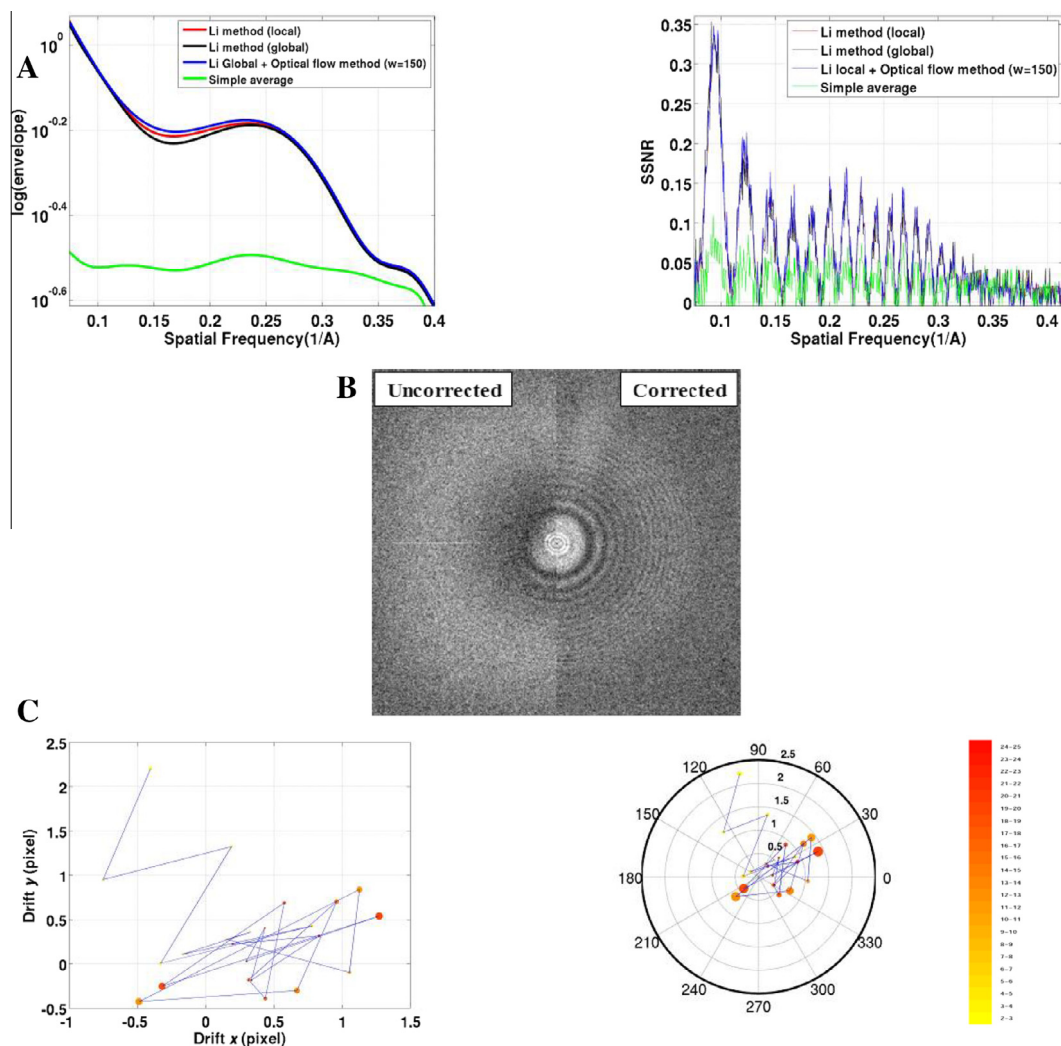 A
log(envelope)
10^0
10^-0.2
10^-0.4
10^-0.6
Li method (local)
Li method (global)
Li Global + Optical flow method (w=150)
Simple average
0.1 0.15 0.2 0.25 0.3 0.35 0.4
Spatial Frequency(1/A)
SSNR
0.35
0.3
0.25
0.2
0.15
0.1
0.05
0
Li method (local)
Li method (global)
Li local + Optical flow method (w=150)
Simple average
0.1 0.15 0.2 0.25 0.3 0.35 0.4
Spatial Frequency(1/A)
B
Uncorrected
Corrected
C
Drift y (pixel)
2.5
2
1.5
1
0.5
0
-0.5
-1 -0.5 0 0.5 1 1.5
Drift x (pixel)
90
2.5
120
60
2
1.5
150
30
1
0.5
180
0
210
330
240
300
270
24-25
23-24
22-23
21-22
20-21
19-20
18-19
17-18
16-17
15-16
14-15
13-14
12-13
11-12
10-11
9-10
8-9
7-8
6-7
5-6
4-5
3-4
2-3